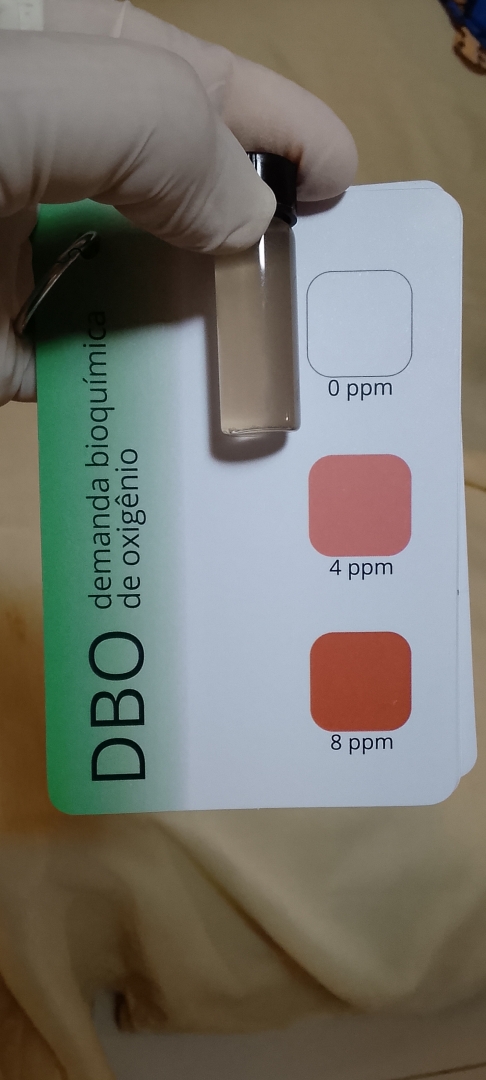 DBO
demanda bioquímica
de oxigênio
0 ppm
4 ppm
8 ppm